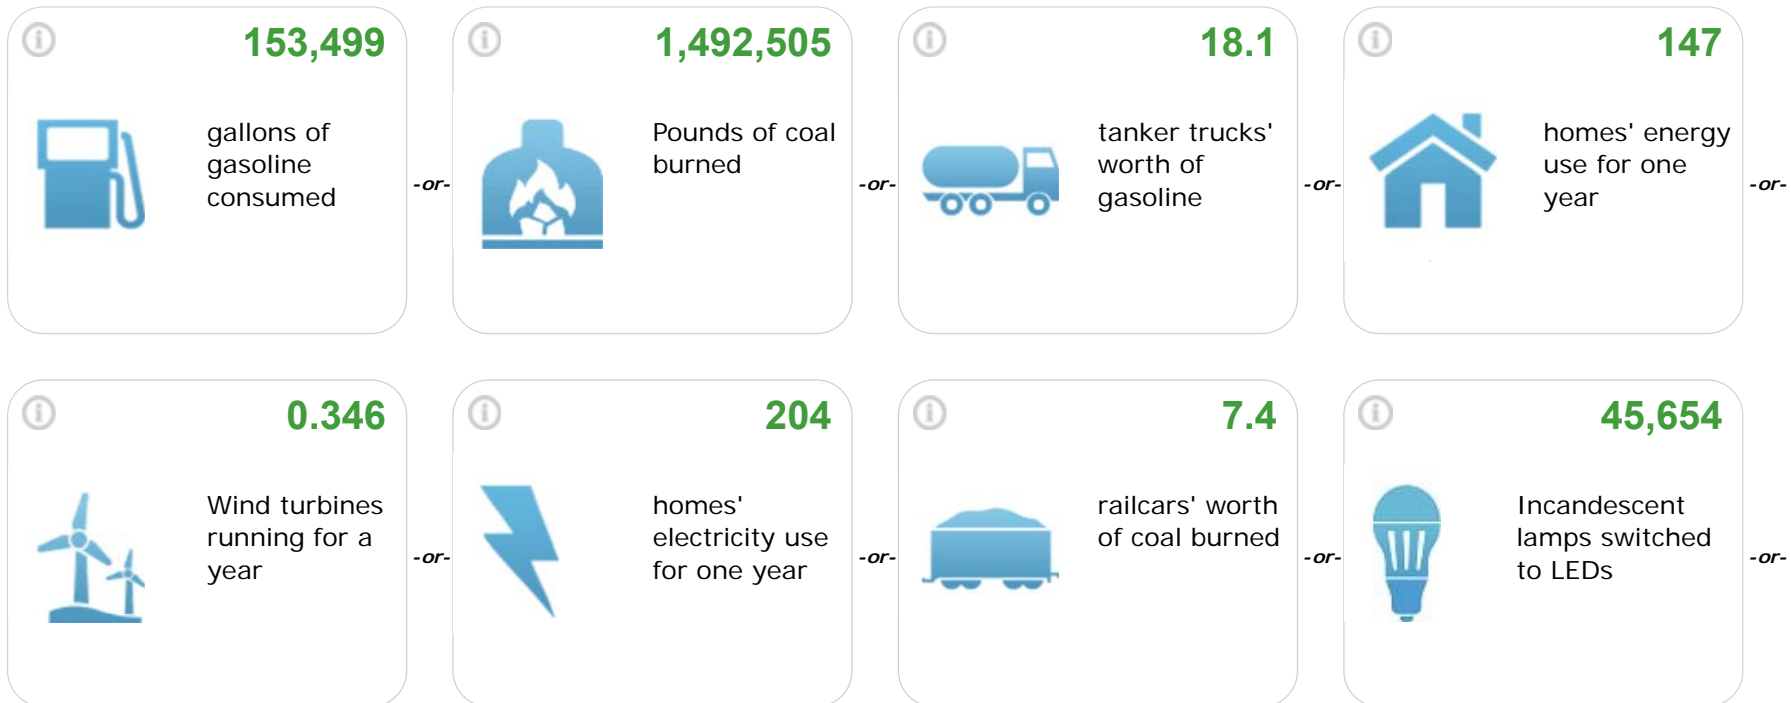 153,499
gallons of
gasoline
consumed
-or-
1,492,505
Pounds of coal
burned
-or-
18.1
tanker trucks'
worth of
gasoline
-or-
147
homes' energy
use for one
year
-or-
0.346
Wind turbines
running for a
year
-or-
204
homes'
electricity use
for one year
-or-
7.4
railcars' worth
of coal burned
-or-
45,654
Incandescent
lamps switched
to LEDs
-or-